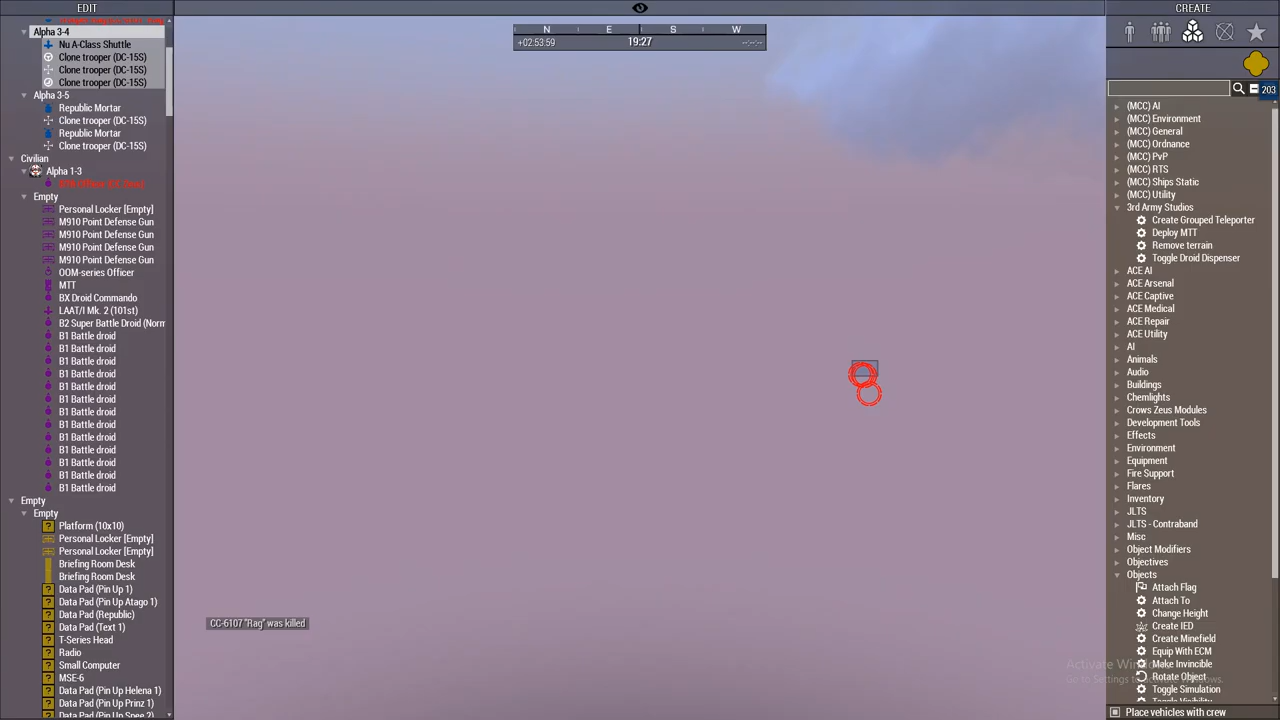 EDIT
Alpha 3-4
Nu A-Class Shuttle
Clone trooper (DC-15S)
Clone trooper (DC-15S)
Clone trooper (DC-15S)
Alpha 3-5
Republic Mortar
Clone trooper (DC-15S)
Republic Mortar
Clone trooper (DC-15S)
Civilian
Alpha 1-3
Empty
Personal Locker [Empty]
M910 Point Defense Gun
M910 Point Defense Gun
M910 Point Defense Gun
M910 Point Defense Gun
OOM-series Officer
MTT
BX Droid Commando
LAAT/I Mk. 2 (101st)
B2 Super Battle Droid (Norm
B1 Battle droid
B1 Battle droid
B1 Battle droid
B1 Battle droid
B1 Battle droid
B1 Battle droid
B1 Battle droid
B1 Battle droid
B1 Battle droid
B1 Battle droid
B1 Battle droid
B1 Battle droid
B1 Battle droid
Empty
Empty
Platform (10x10)
Personal Locker [Empty]
Personal Locker [Empty]
Briefing Room Desk
Briefing Room Desk
Data Pad (Pin Up 1)
Data Pad (Pin Up Atago 1)
Data Pad (Republic)
Data Pad (Text 1)
T-Series Head
Radio
Small Computer
MSE-6
Data Pad (Pin Up Helena 1)
Data Pad (Pin Up Prinz 1)
Data Pad (Pin Up Spee 2)
N E S W
+02:53:59 19:27 --:--:--
CC-6107 "Rag" was killed
CREATE
203
(MCC) AI
(MCC) Environment
(MCC) General
(MCC) Ordnance
(MCC) PvP
(MCC) RTS
(MCC) Ships Static
(MCC) Utility
3rd Army Studios
Create Grouped Teleporter
Deploy MTT
Remove terrain
Toggle Droid Dispenser
ACE AI
ACE Arsenal
ACE Captive
ACE Medical
ACE Repair
ACE Utility
AI
Animals
Audio
Buildings
Chemlights
Crows Zeus Modules
Development Tools
Effects
Environment
Equipment
Fire Support
Flares
Inventory
JLTS
JLTS - Contraband
Misc
Object Modifiers
Objectives
Objects
Attach Flag
Attach To
Change Height
Create IED
Create Minefield
Equip With ECM
Make Invincible
Rotate Object
Toggle Simulation
Toggle Visibility
Place vehicles with crew